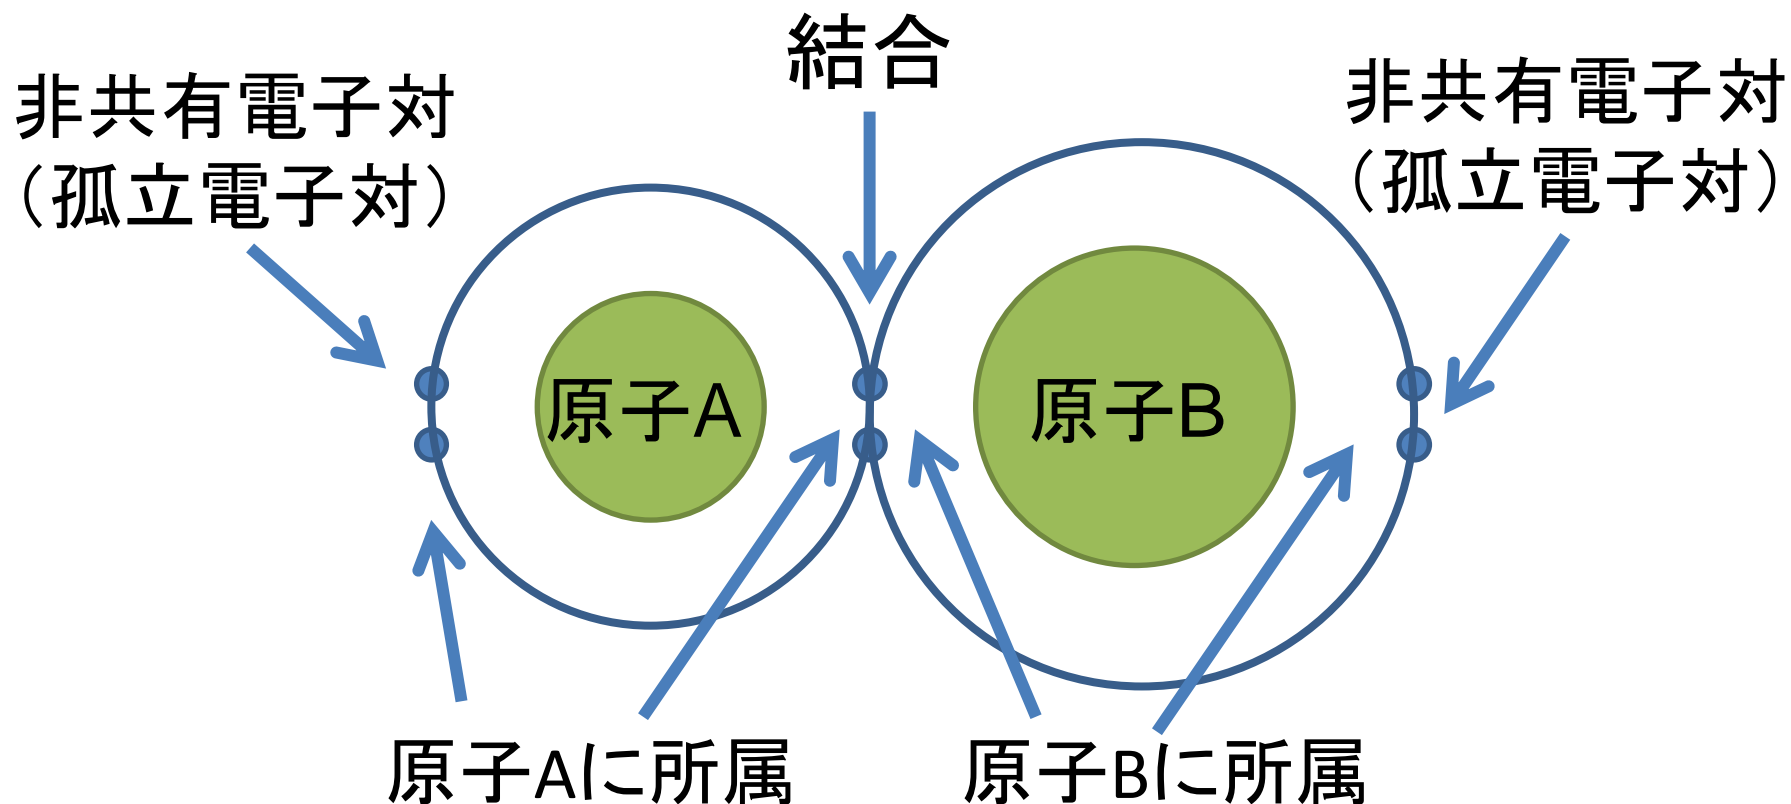 結合
非共有電子対
（孤立電子対）
非共有電子対
（孤立電子対）
原子A
原子B
原子Aに所属
原子Bに所属